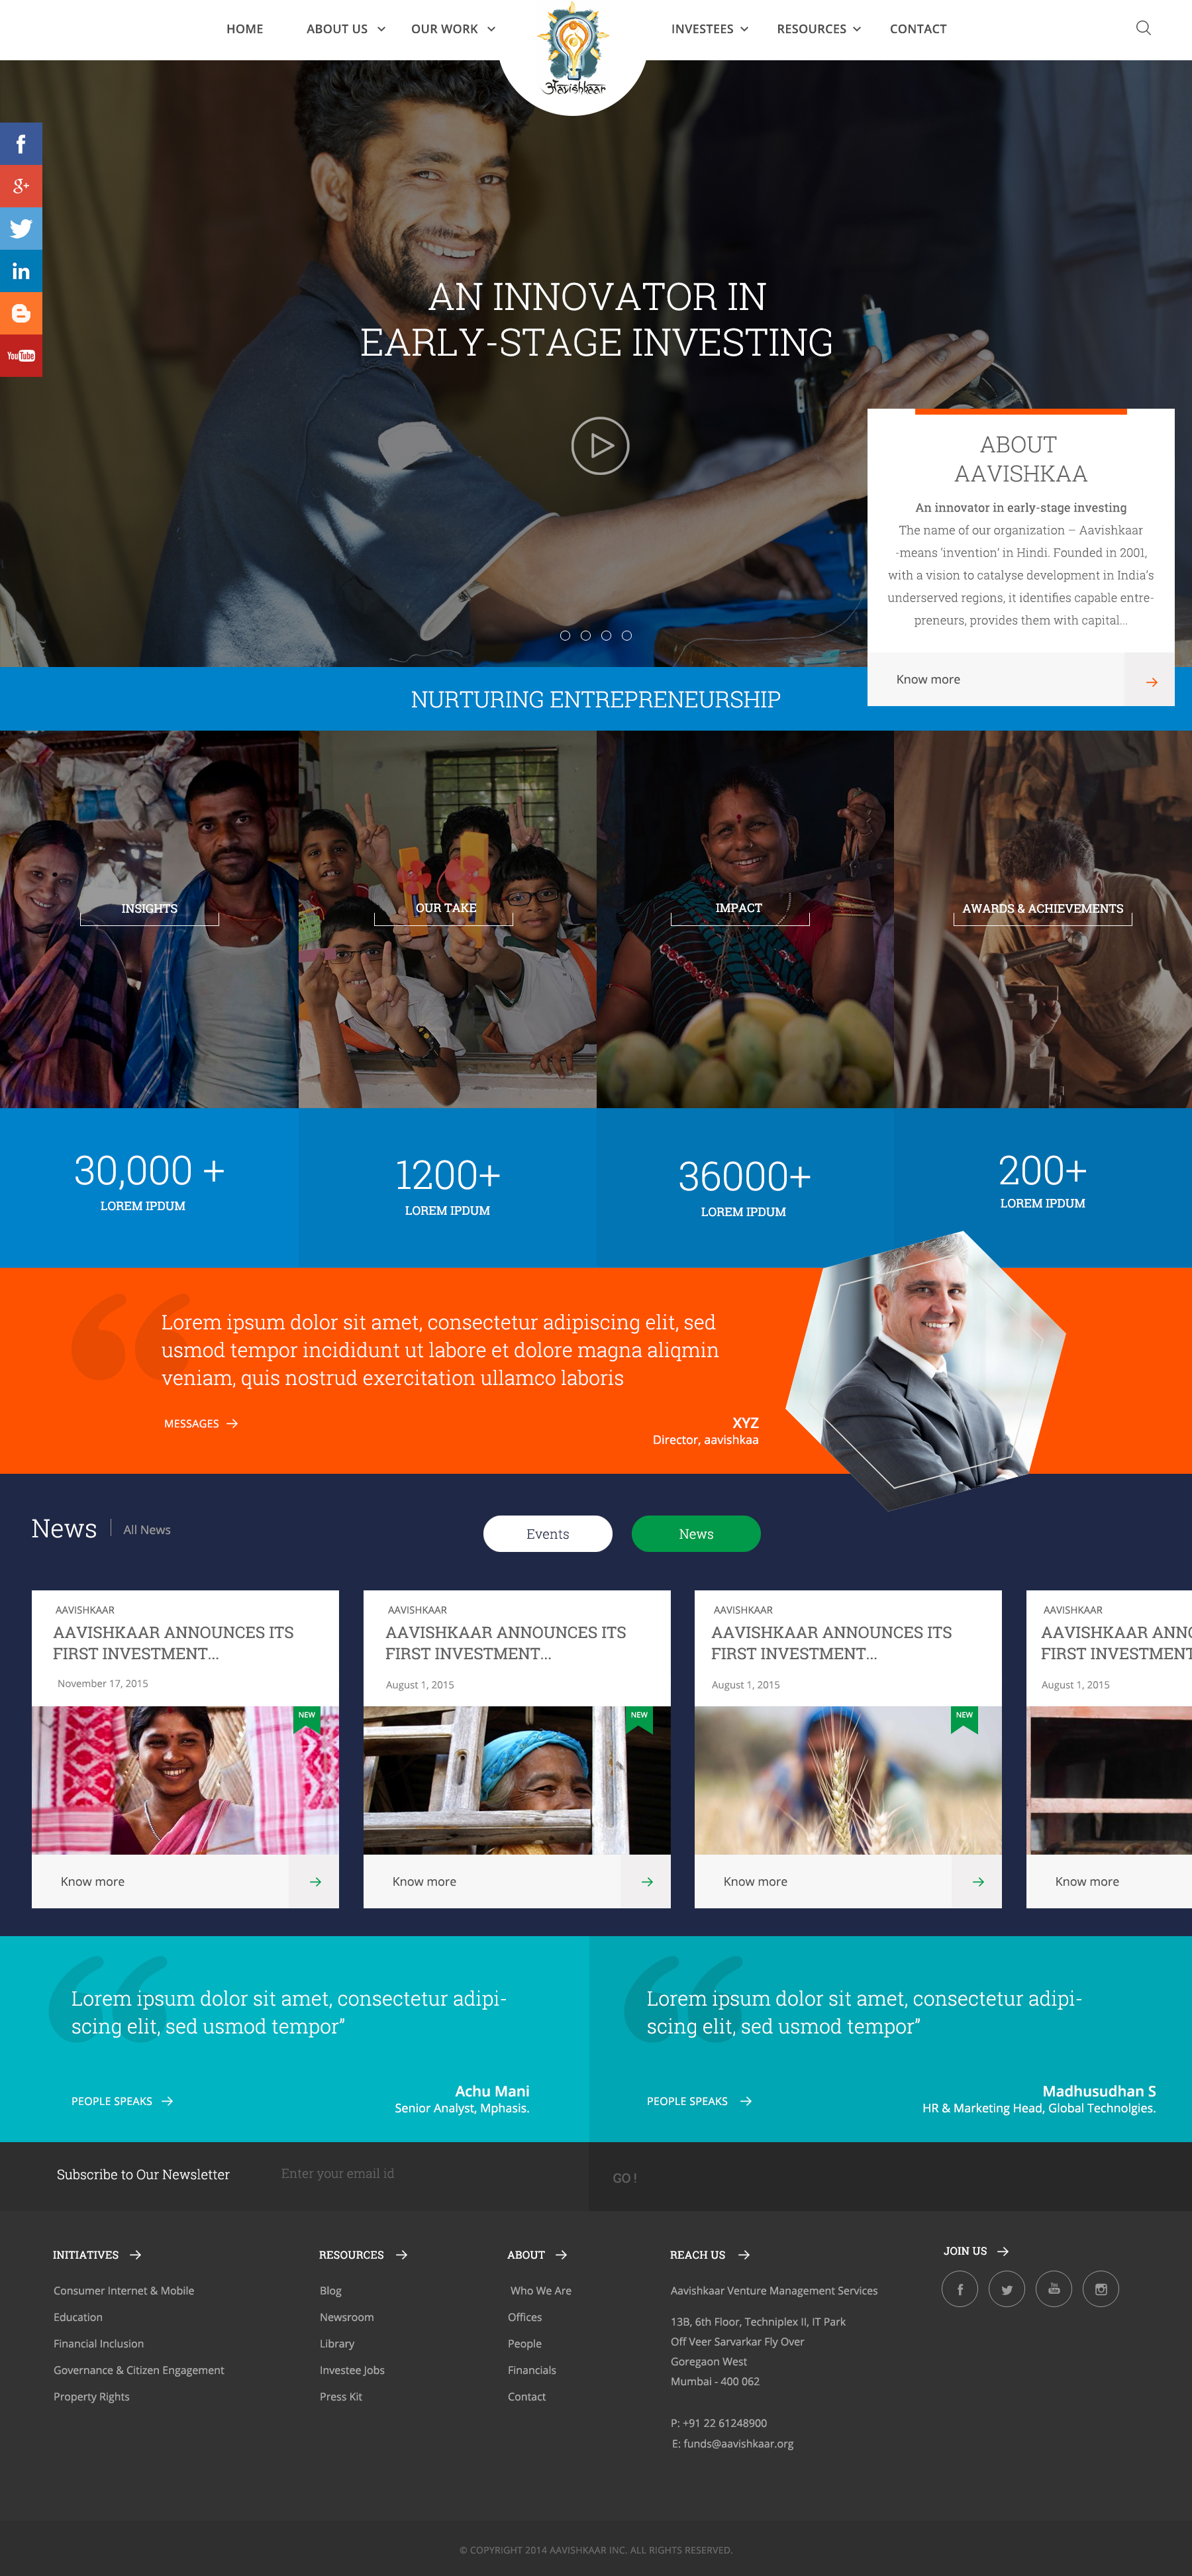 HOME
ABOUT US
OUR WORK
आavishkaar
INVESTEES
RESOURCES
CONTACT
f
g+
in
YouTube
AN INNOVATOR IN
EARLY-STAGE INVESTING
ABOUT
AAVISHKAA
An innovator in early-stage investing
The name of our organization – Aavishkaar
-means 'invention' in Hindi. Founded in 2001,
with a vision to catalyse development in India's
underserved regions, it identifies capable entre-
preneurs, provides them with capital...
Know more
NURTURING ENTREPRENEURSHIP
INSIGHTS
OUR TAKE
IMPACT
AWARDS & ACHIEVEMENTS
30,000 +
LOREM IPDUM
1200+
LOREM IPDUM
36000+
LOREM IPDUM
200+
LOREM IPDUM
“
Lorem ipsum dolor sit amet, consectetur adipiscing elit, sed
usmod tempor incididunt ut labore et dolore magna aliqmin
veniam, quis nostrud exercitation ullamco laboris
MESSAGES
XYZ
Director, aavishkaa
News
All News
Events
News
AAVISHKAAR
AAVISHKAAR ANNOUNCES ITS
FIRST INVESTMENT...
November 17, 2015
NEW
Know more
AAVISHKAAR
AAVISHKAAR ANNOUNCES ITS
FIRST INVESTMENT...
August 1, 2015
NEW
Know more
AAVISHKAAR
AAVISHKAAR ANNOUNCES ITS
FIRST INVESTMENT...
August 1, 2015
NEW
Know more
AAVISHKAAR
AAVISHKAAR ANNO
FIRST INVESTMENT
August 1, 2015
Know more
“
Lorem ipsum dolor sit amet, consectetur adipi-
scing elit, sed usmod tempor”
PEOPLE SPEAKS
Achu Mani
Senior Analyst, Mphasis.
“
Lorem ipsum dolor sit amet, consectetur adipi-
scing elit, sed usmod tempor”
PEOPLE SPEAKS
Madhusudhan S
HR & Marketing Head, Global Technolgies.
Subscribe to Our Newsletter
Enter your email id
GO !
INITIATIVES
Consumer Internet & Mobile
Education
Financial Inclusion
Governance & Citizen Engagement
Property Rights
RESOURCES
Blog
Newsroom
Library
Investee Jobs
Press Kit
ABOUT
Who We Are
Offices
People
Financials
Contact
REACH US
Aavishkaar Venture Management Services
13B, 6th Floor, Techniplex II, IT Park
Off Veer Sarvarkar Fly Over
Goregaon West
Mumbai - 400 062
P: +91 22 61248900
E: funds@aavishkaar.org
JOIN US
© COPYRIGHT 2014 AAVISHKAAR INC. ALL RIGHTS RESERVED.